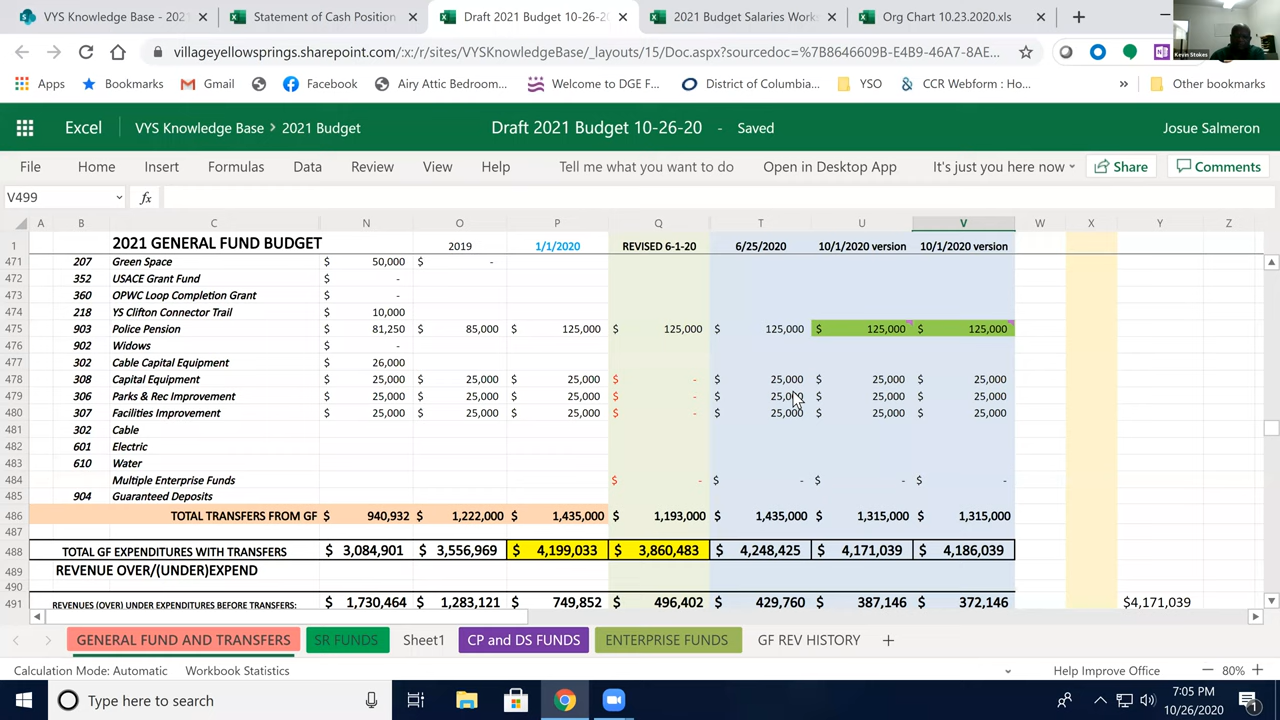 VYS Knowledge Base - 2021 Statement of Cash Position Draft 2021 Budget 10-26-20 2021 Budget Salaries Work Org Chart 10.23.2020.xls
Kevin Stokes
villageyellowsprings.sharepoint.com/:x:/r/sites/VYSKnowledgeBase/_layouts/15/Doc.aspx?sourcedoc=%7B8646609B-E4B9-46A7-8AE...
Apps Bookmarks Gmail Facebook Airy Attic Bedroom... Welcome to DGE F... District of Columbia... YSO CCR Webform : Ho... » Other bookmarks
Excel VYS Knowledge Base > 2021 Budget Draft 2021 Budget 10-26-20 - Saved Josue Salmeron
File Home Insert Formulas Data Review View Help Tell me what you want to do Open in Desktop App It's just you here now Share Comments
V499 fx
A B C N O P Q T U V W X Y Z
1 2021 GENERAL FUND BUDGET 2019 1/1/2020 REVISED 6-1-20 6/25/2020 10/1/2020 version 10/1/2020 version
471 207 Green Space $ 50,000 $ -
472 352 USACE Grant Fund $ -
473 360 OPWC Loop Completion Grant $ -
474 218 YS Clifton Connector Trail $ 10,000
475 903 Police Pension $ 81,250 $ 85,000 $ 125,000 $ 125,000 $ 125,000 $ 125,000 $ 125,000
476 902 Widows $ -
477 302 Cable Capital Equipment $ 26,000
478 308 Capital Equipment $ 25,000 $ 25,000 $ 25,000 $ - $ 25,000 $ 25,000 $ 25,000
479 306 Parks & Rec Improvement $ 25,000 $ 25,000 $ 25,000 $ - $ 25,000 $ 25,000 $ 25,000
480 307 Facilities Improvement $ 25,000 $ 25,000 $ 25,000 $ - $ 25,000 $ 25,000 $ 25,000
481 302 Cable
482 601 Electric
483 610 Water
484 Multiple Enterprise Funds $ - $ - $ - $ -
485 904 Guaranteed Deposits
486 TOTAL TRANSFERS FROM GF $ 940,932 $ 1,222,000 $ 1,435,000 $ 1,193,000 $ 1,435,000 $ 1,315,000 $ 1,315,000
487
488 TOTAL GF EXPENDITURES WITH TRANSFERS $ 3,084,901 $ 3,556,969 $ 4,199,033 $ 3,860,483 $ 4,248,425 $ 4,171,039 $ 4,186,039
489 REVENUE OVER/(UNDER)EXPEND
490
491 REVENUES (OVER) UNDER EXPENDITURES BEFORE TRANSFERS: $ 1,730,464 $ 1,283,121 $ 749,852 $ 496,402 $ 429,760 $ 387,146 $ 372,146 $4,171,039
GENERAL FUND AND TRANSFERS SR FUNDS Sheet1 CP and DS FUNDS ENTERPRISE FUNDS GF REV HISTORY
Calculation Mode: Automatic Workbook Statistics Help Improve Office 80%
Type here to search 7:05 PM
10/26/2020 1